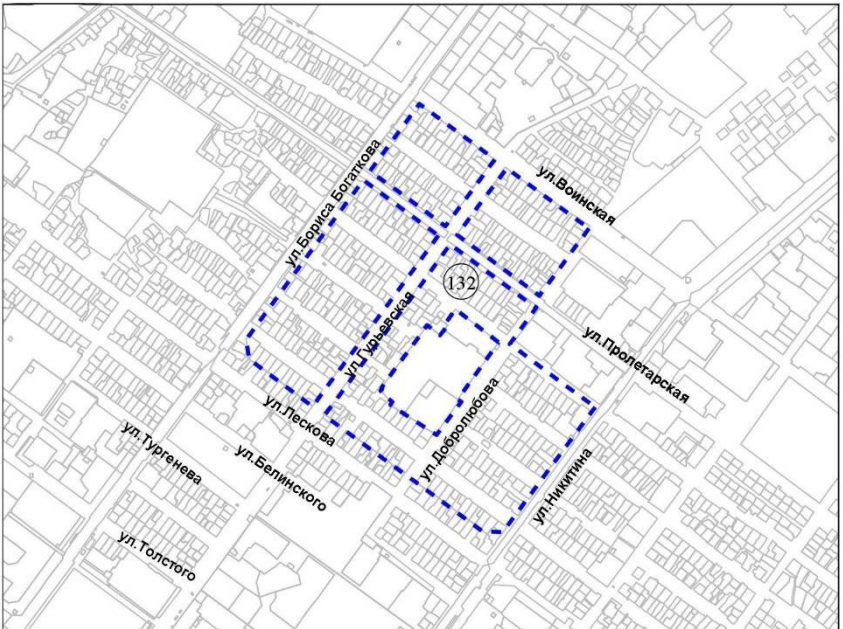 ул.Бориса Богаткова
ул.Воинская
132
ул.Гурьевская
ул.Пролетарская
ул.Лескова
ул.Добролюбова
ул.Тургенева
ул.Белинского
ул.Никитина
ул.Толстого